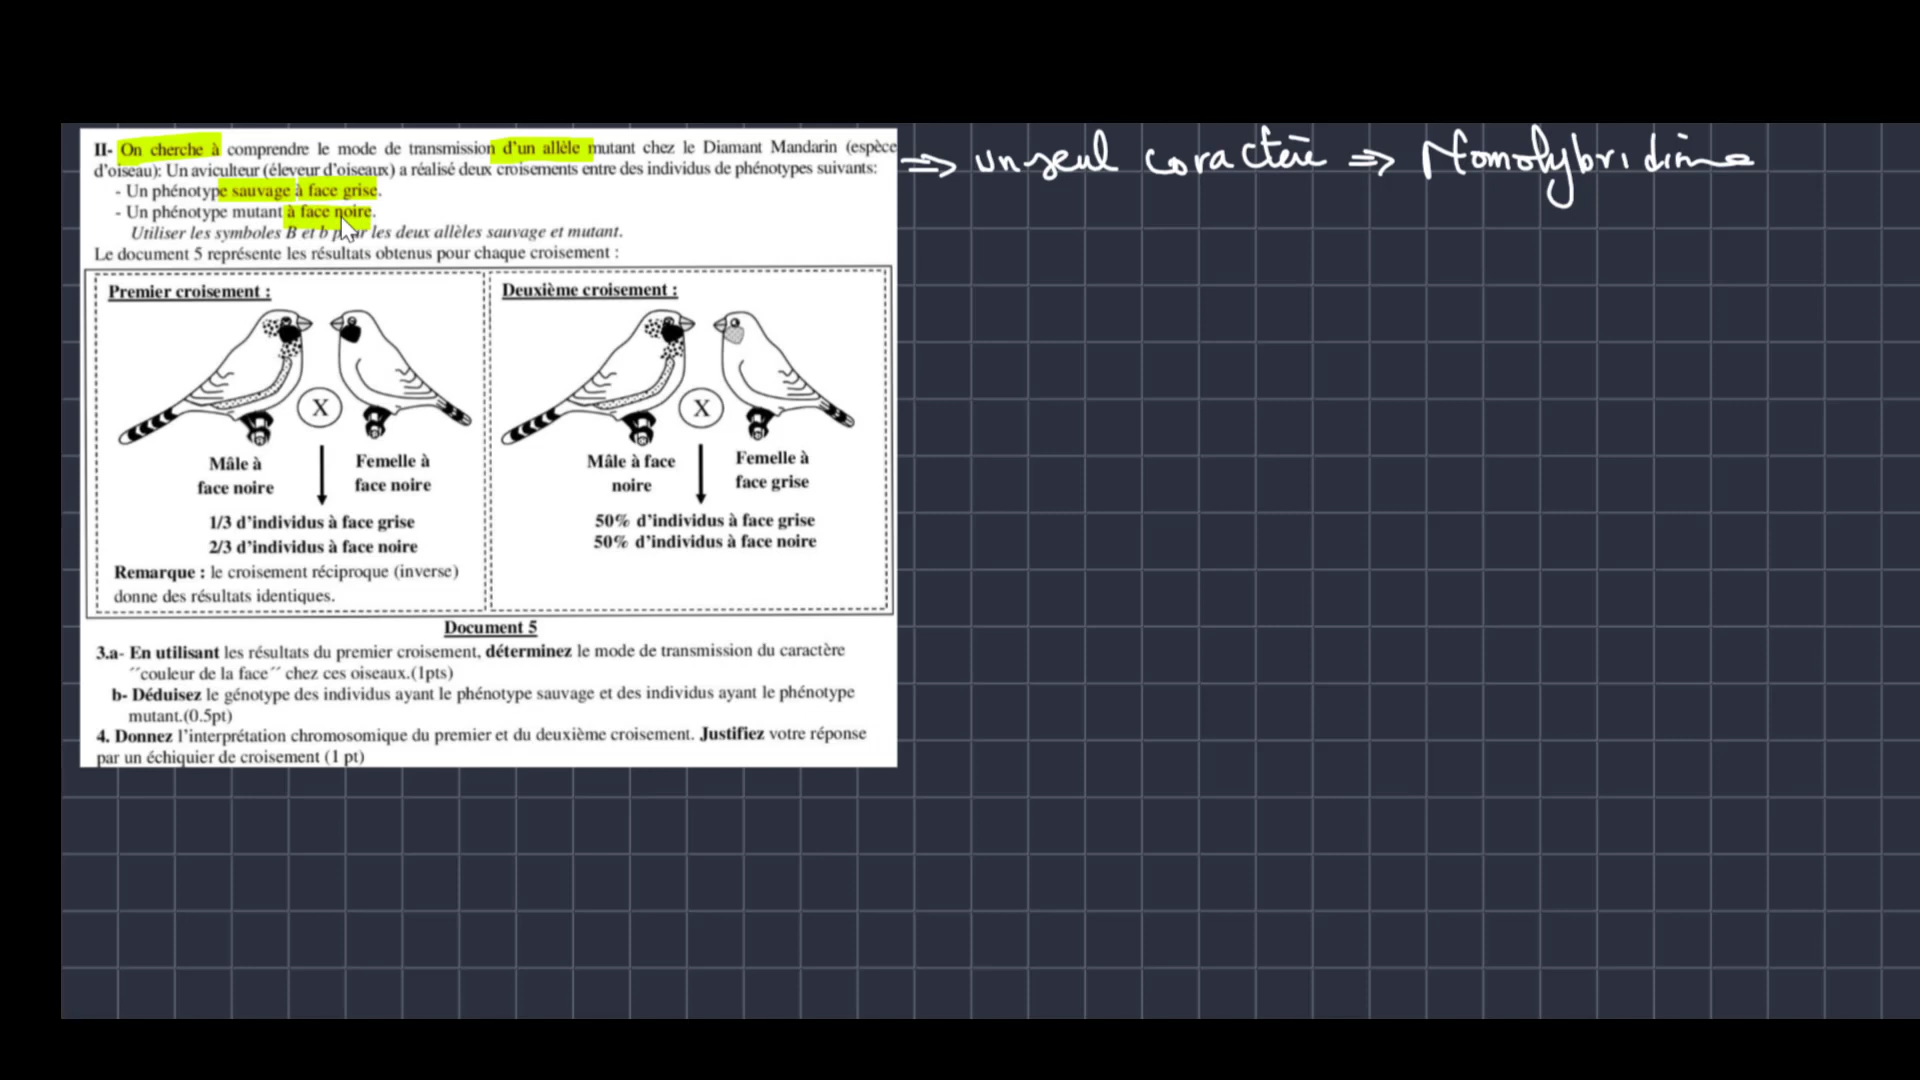 II- On cherche à comprendre le mode de transmission d'un allèle mutant chez le Diamant Mandarin (espèce
d'oiseau): Un aviculteur (éleveur d'oiseaux) a réalisé deux croisements entre des individus de phénotypes suivants:
- Un phénotype sauvage à face grise.
- Un phénotype mutant à face noire.
Utiliser les symboles B et b pour les deux allèles sauvage et mutant.
Le document 5 représente les résultats obtenus pour chaque croisement :
⇒ un seul caractère ⇒ Monohybridisme
Premier croisement :
X
Mâle à
face noire
Femelle à
face noire
1/3 d'individus à face grise
2/3 d'individus à face noire
Remarque : le croisement réciproque (inverse)
donne des résultats identiques.
Deuxième croisement :
X
Mâle à face
noire
Femelle à
face grise
50% d'individus à face grise
50% d'individus à face noire
Document 5
3.a- En utilisant les résultats du premier croisement, déterminez le mode de transmission du caractère
´´couleur de la face´´ chez ces oiseaux.(1pts)
b- Déduisez le génotype des individus ayant le phénotype sauvage et des individus ayant le phénotype
mutant.(0.5pt)
4. Donnez l'interprétation chromosomique du premier et du deuxième croisement. Justifiez votre réponse
par un échiquier de croisement (1 pt)